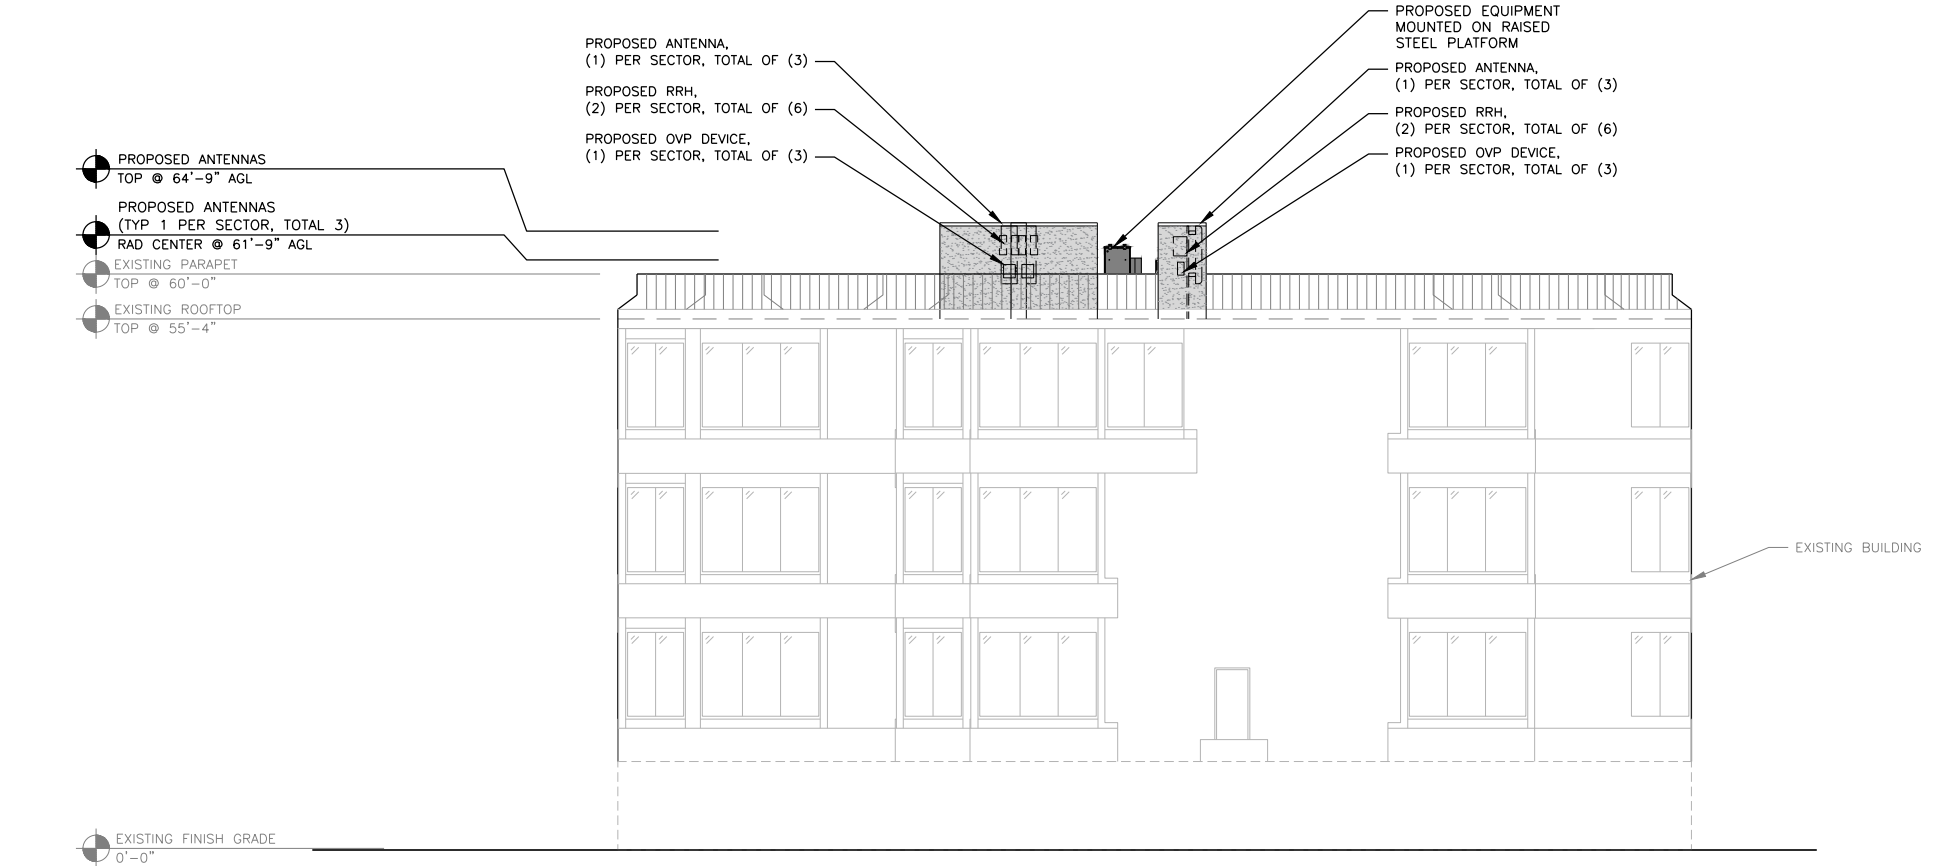 PROPOSED EQUIPMENT
MOUNTED ON RAISED
STEEL PLATFORM
PROPOSED ANTENNA,
(1) PER SECTOR, TOTAL OF (3)
PROPOSED RRH,
(2) PER SECTOR, TOTAL OF (6)
PROPOSED OVP DEVICE,
(1) PER SECTOR, TOTAL OF (3)
PROPOSED ANTENNA,
(1) PER SECTOR, TOTAL OF (3)
PROPOSED RRH,
(2) PER SECTOR, TOTAL OF (6)
PROPOSED OVP DEVICE,
(1) PER SECTOR, TOTAL OF (3)
PROPOSED ANTENNAS
TOP @ 64'-9" AGL
PROPOSED ANTENNAS
(TYP 1 PER SECTOR, TOTAL 3)
RAD CENTER @ 61'-9" AGL
EXISTING PARAPET
TOP @ 60'-0"
EXISTING ROOFTOP
TOP @ 55'-4"
EXISTING BUILDING
EXISTING FINISH GRADE
0'-0"